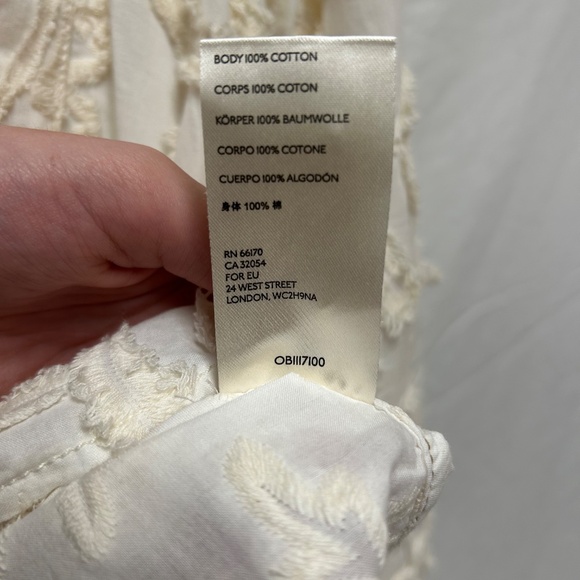 BODY 100% COTTON
CORPS 100% COTON
KÖRPER 100% BAUMWOLLE
CORPO 100% COTONE
CUERPO 100% ALGODÓN
身体 100% 棉
RN 66170
CA 32054
FOR EU
24 WEST STREET
LONDON, WC2H9NA
OB1117100